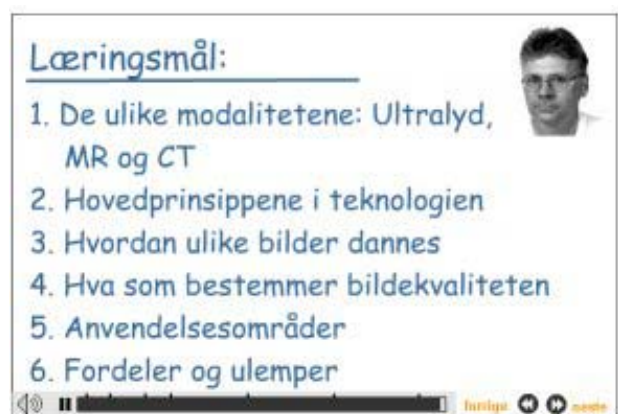 Læringsmål:
1. De ulike modalitetene: Ultralyd,
MR og CT
2. Hovedprinsippene i teknologien
3. Hvordan ulike bilder dannes
4. Hva som bestemmer bildekvaliteten
5. Anvendelsesområder
6. Fordeler og ulemper
forrige neste